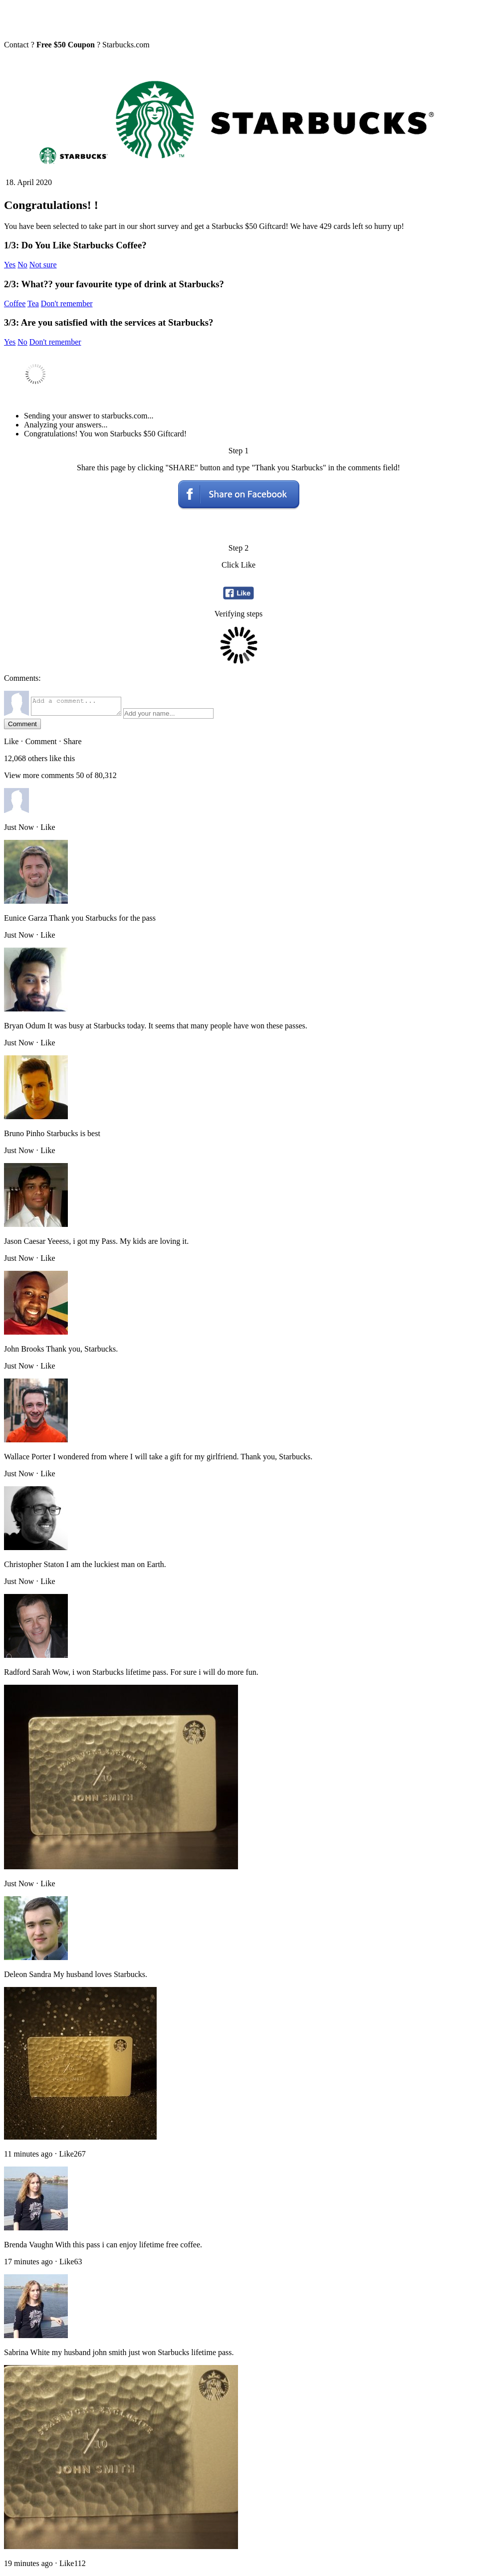 Contact ? Free $50 Coupon ? Starbucks.com
STARBUCKS
TM
STARBUCKS®
18. April 2020
Congratulations! !
You have been selected to take part in our short survey and get a Starbucks $50 Giftcard! We have 429 cards left so hurry up!
1/3: Do You Like Starbucks Coffee?
Yes No Not sure
2/3: What?? your favourite type of drink at Starbucks?
Coffee Tea Don't remember
3/3: Are you satisfied with the services at Starbucks?
Yes No Don't remember
Sending your answer to starbucks.com...
Analyzing your answers...
Congratulations! You won Starbucks $50 Giftcard!
Step 1
Share this page by clicking "SHARE" button and type "Thank you Starbucks" in the comments field!
f Share on Facebook
Step 2
Click Like
Like
Verifying steps
Comments:
Add a comment...
Add your name...
Comment
Like · Comment · Share
12,068 others like this
View more comments 50 of 80,312
Just Now · Like
Eunice Garza Thank you Starbucks for the pass
Just Now · Like
Bryan Odum It was busy at Starbucks today. It seems that many people have won these passes.
Just Now · Like
Bruno Pinho Starbucks is best
Just Now · Like
Jason Caesar Yeeess, i got my Pass. My kids are loving it.
Just Now · Like
John Brooks Thank you, Starbucks.
Just Now · Like
Wallace Porter I wondered from where I will take a gift for my girlfriend. Thank you, Starbucks.
Just Now · Like
Christopher Staton I am the luckiest man on Earth.
Just Now · Like
Radford Sarah Wow, i won Starbucks lifetime pass. For sure i will do more fun.
1/10
JOHN SMITH
Just Now · Like
Deleon Sandra My husband loves Starbucks.
11 minutes ago · Like267
Brenda Vaughn With this pass i can enjoy lifetime free coffee.
17 minutes ago · Like63
Sabrina White my husband john smith just won Starbucks lifetime pass.
1/10
JOHN SMITH
19 minutes ago · Like112